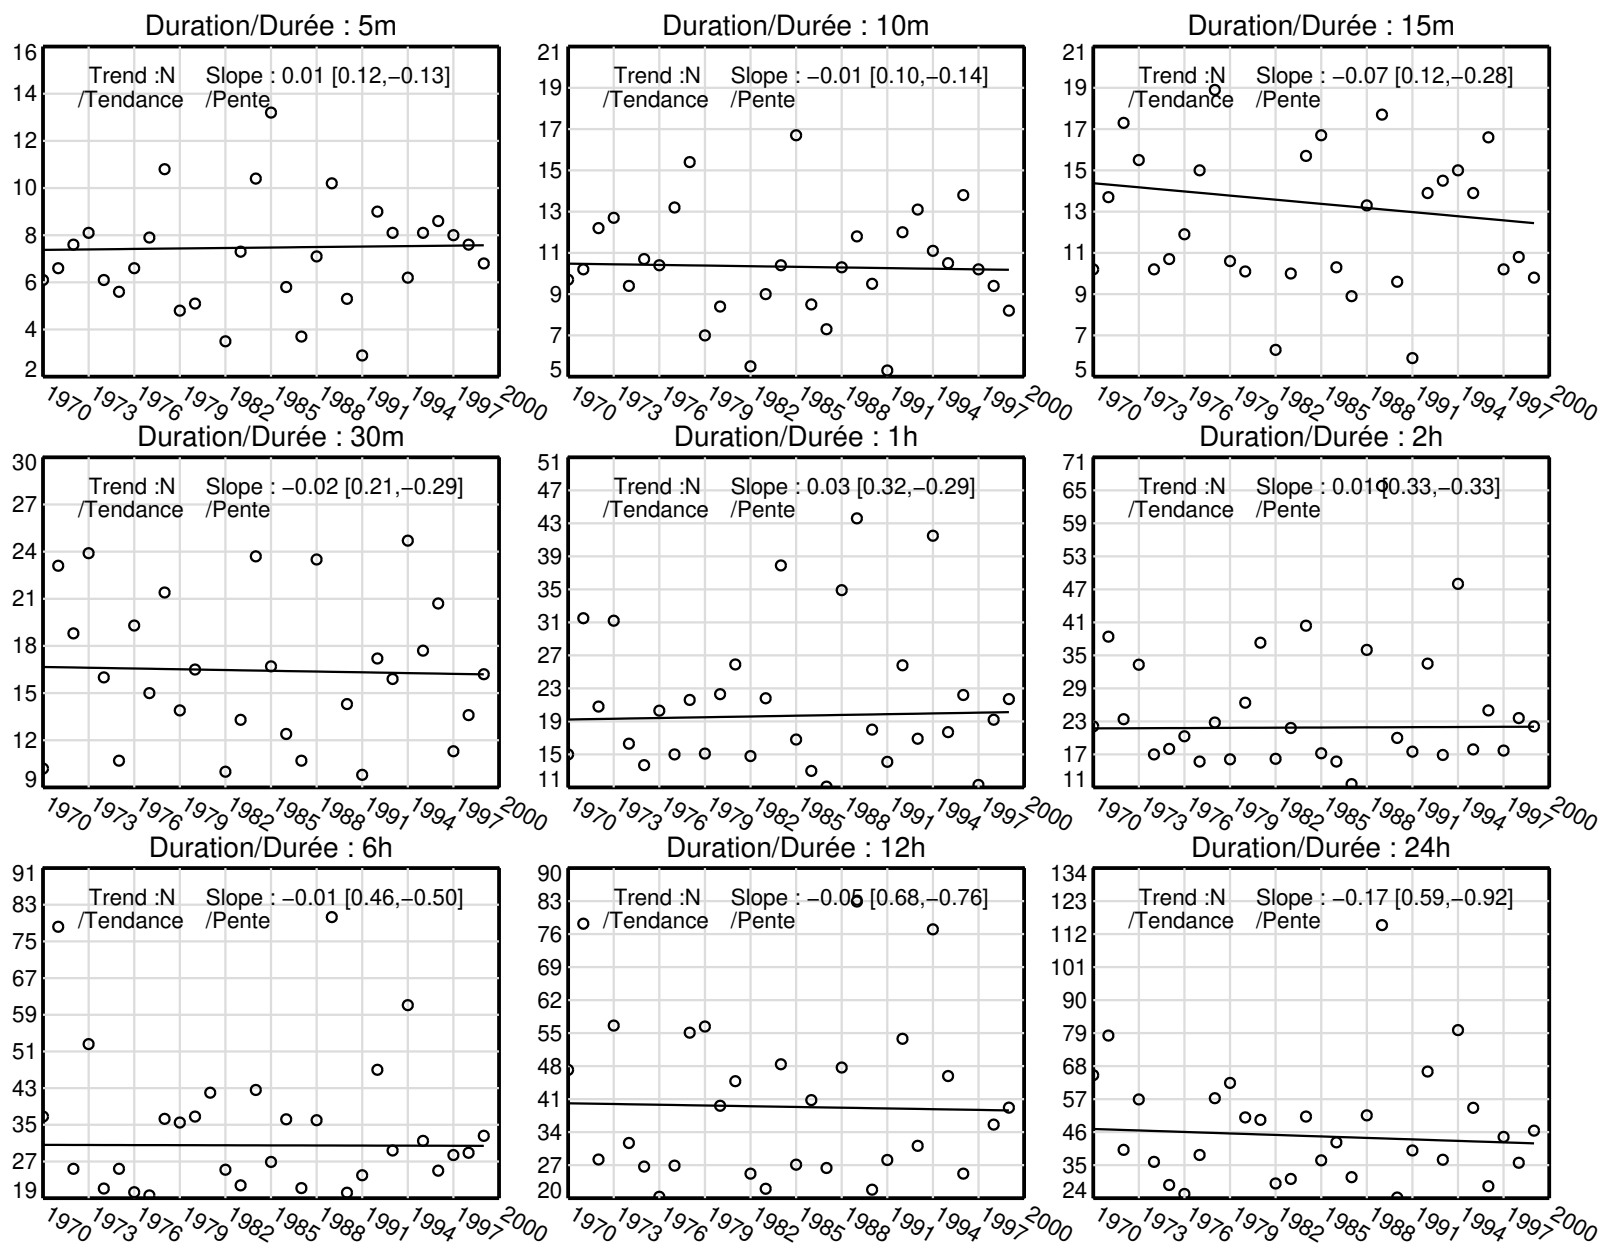 Duration/Durée : 5m
Trend :N Slope : 0.01 [0.12,−0.13]
/Tendance /Pente
16
14
12
10
8
6
4
2
1970 1973 1976 1979 1982 1985 1988 1991 1994 1997 2000
Duration/Durée : 10m
Trend :N Slope : −0.01 [0.10,−0.14]
/Tendance /Pente
21
19
17
15
13
11
9
7
5
1970 1973 1976 1979 1982 1985 1988 1991 1994 1997 2000
Duration/Durée : 15m
Trend :N Slope : −0.07 [0.12,−0.28]
/Tendance /Pente
21
19
17
15
13
11
9
7
5
1970 1973 1976 1979 1982 1985 1988 1991 1994 1997 2000
Duration/Durée : 30m
Trend :N Slope : −0.02 [0.21,−0.29]
/Tendance /Pente
30
27
24
21
18
15
12
9
1970 1973 1976 1979 1982 1985 1988 1991 1994 1997 2000
Duration/Durée : 1h
Trend :N Slope : 0.03 [0.32,−0.29]
/Tendance /Pente
51
47
43
39
35
31
27
23
19
15
11
1970 1973 1976 1979 1982 1985 1988 1991 1994 1997 2000
Duration/Durée : 2h
Trend :N Slope : 0.01 [0.33,−0.33]
/Tendance /Pente
71
65
59
53
47
41
35
29
23
17
11
1970 1973 1976 1979 1982 1985 1988 1991 1994 1997 2000
Duration/Durée : 6h
Trend :N Slope : −0.01 [0.46,−0.50]
/Tendance /Pente
91
83
75
67
59
51
43
35
27
19
1970 1973 1976 1979 1982 1985 1988 1991 1994 1997 2000
Duration/Durée : 12h
Trend :N Slope : −0.05 [0.68,−0.76]
/Tendance /Pente
90
83
76
69
62
55
48
41
34
27
20
1970 1973 1976 1979 1982 1985 1988 1991 1994 1997 2000
Duration/Durée : 24h
Trend :N Slope : −0.17 [0.59,−0.92]
/Tendance /Pente
134
123
112
101
90
79
68
57
46
35
24
1970 1973 1976 1979 1982 1985 1988 1991 1994 1997 2000